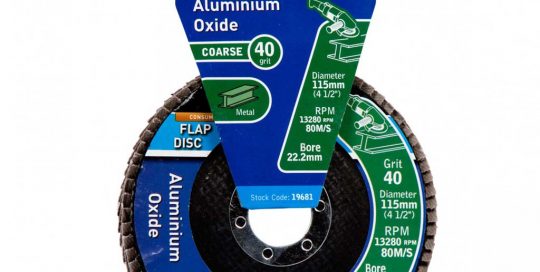 Aluminium
Oxide
COARSE 40
grit
Metal
Diameter
115mm
(4 1/2")
RPM
13280 RPM
80M/S
Bore
22.2mm
Stock Code: 19681
CONSUM
FLAP
DISC
Aluminium
Oxide
Grit
40
Diameter
115mm
(4 1/2")
RPM
13280 RPM
80M/S
Bore